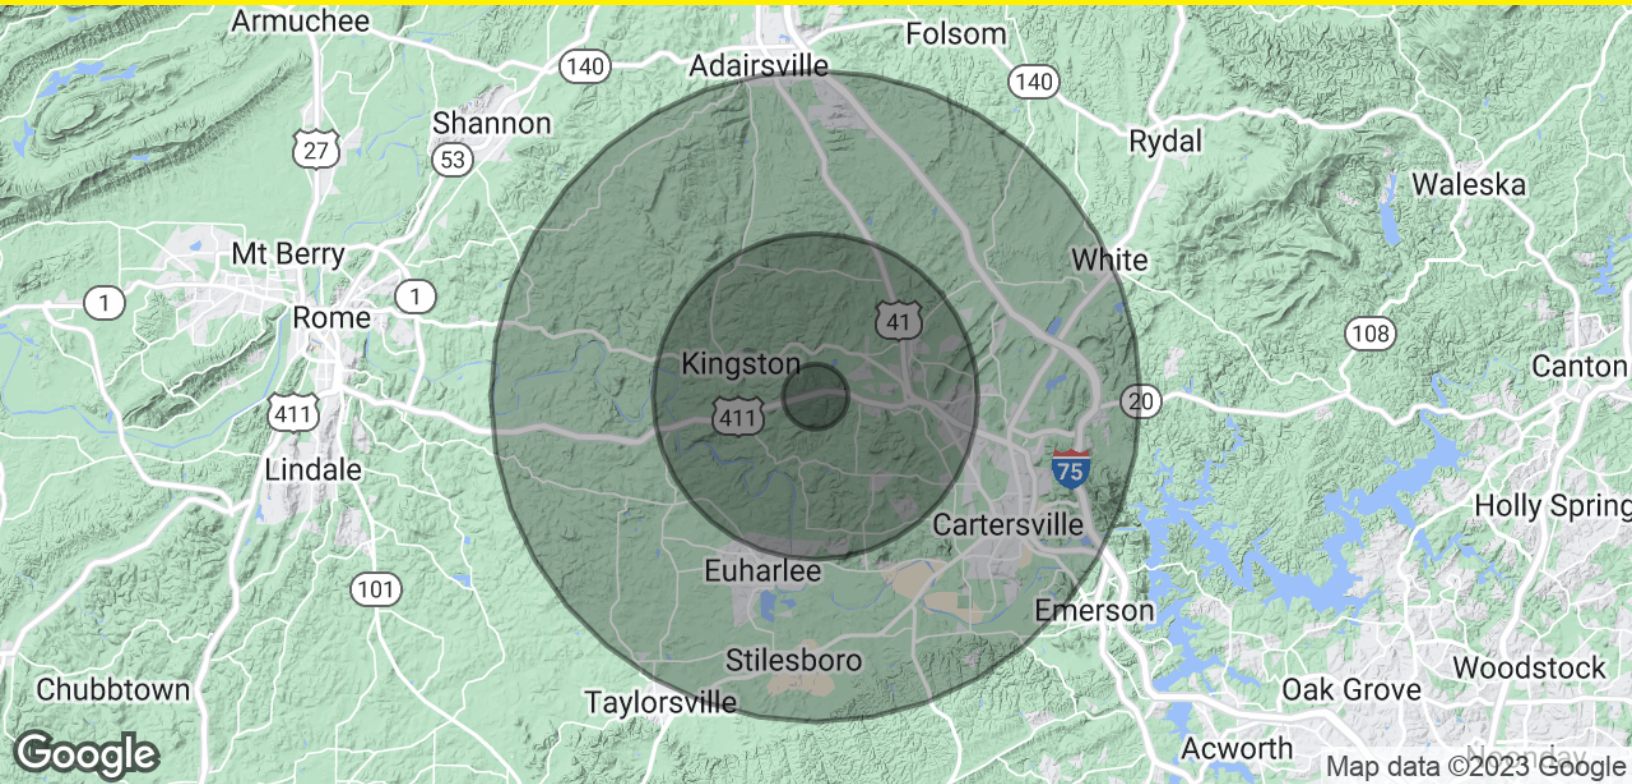 Armuchee
Folsom
140
Adairsville
140
Shannon
Rydal
27
53
Waleska
Mt Berry
White
1
1
Rome
41
108
Kingston
Canton
411
411
20
Lindale
75
Holly Spring
Cartersville
Euharlee
101
Emerson
Stilesboro
Woodstock
Chubbtown
Oak Grove
Taylorsville
Acworth
Google
Noonday
Map data ©2023 Google